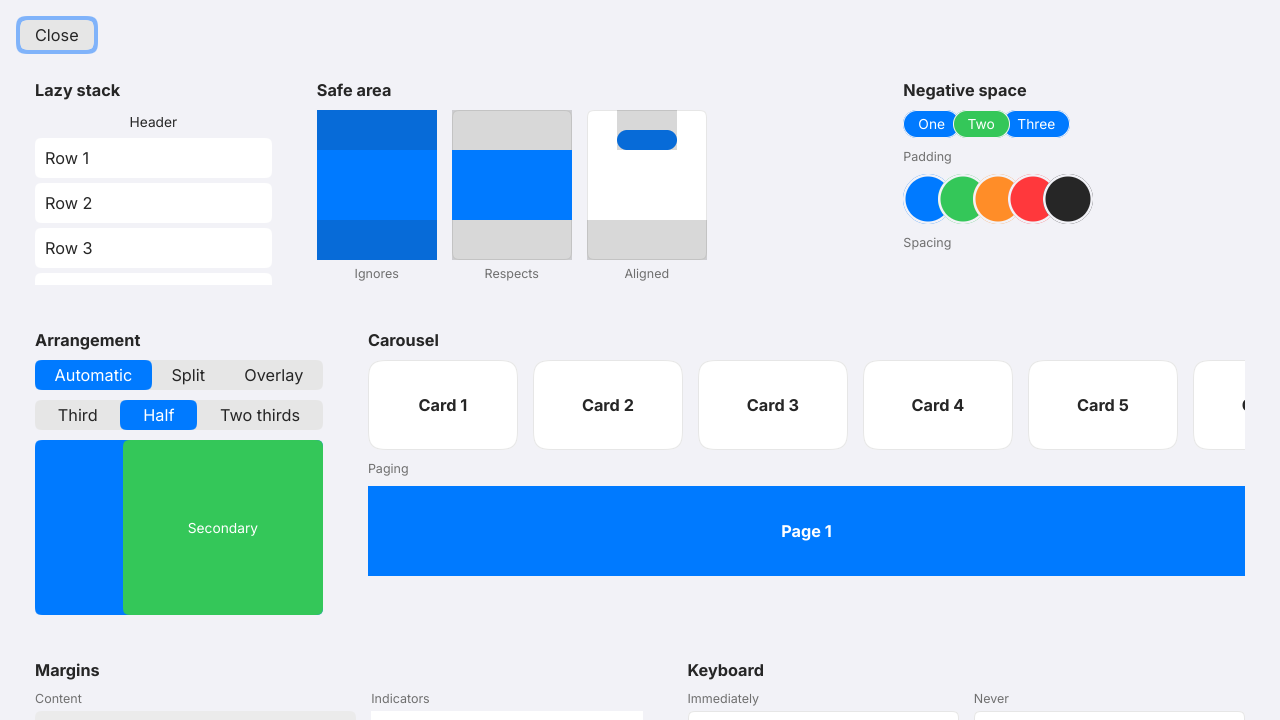 Close
Lazy stack
Header
Row 1
Row 2
Row 3
Safe area
Ignores
Respects
Aligned
Negative space
One
Two
Three
Padding
Spacing
Arrangement
Automatic
Split
Overlay
Third
Half
Two thirds
Secondary
Carousel
Card 1
Card 2
Card 3
Card 4
Card 5
Paging
Page 1
Margins
Content
Indicators
Keyboard
Immediately
Never